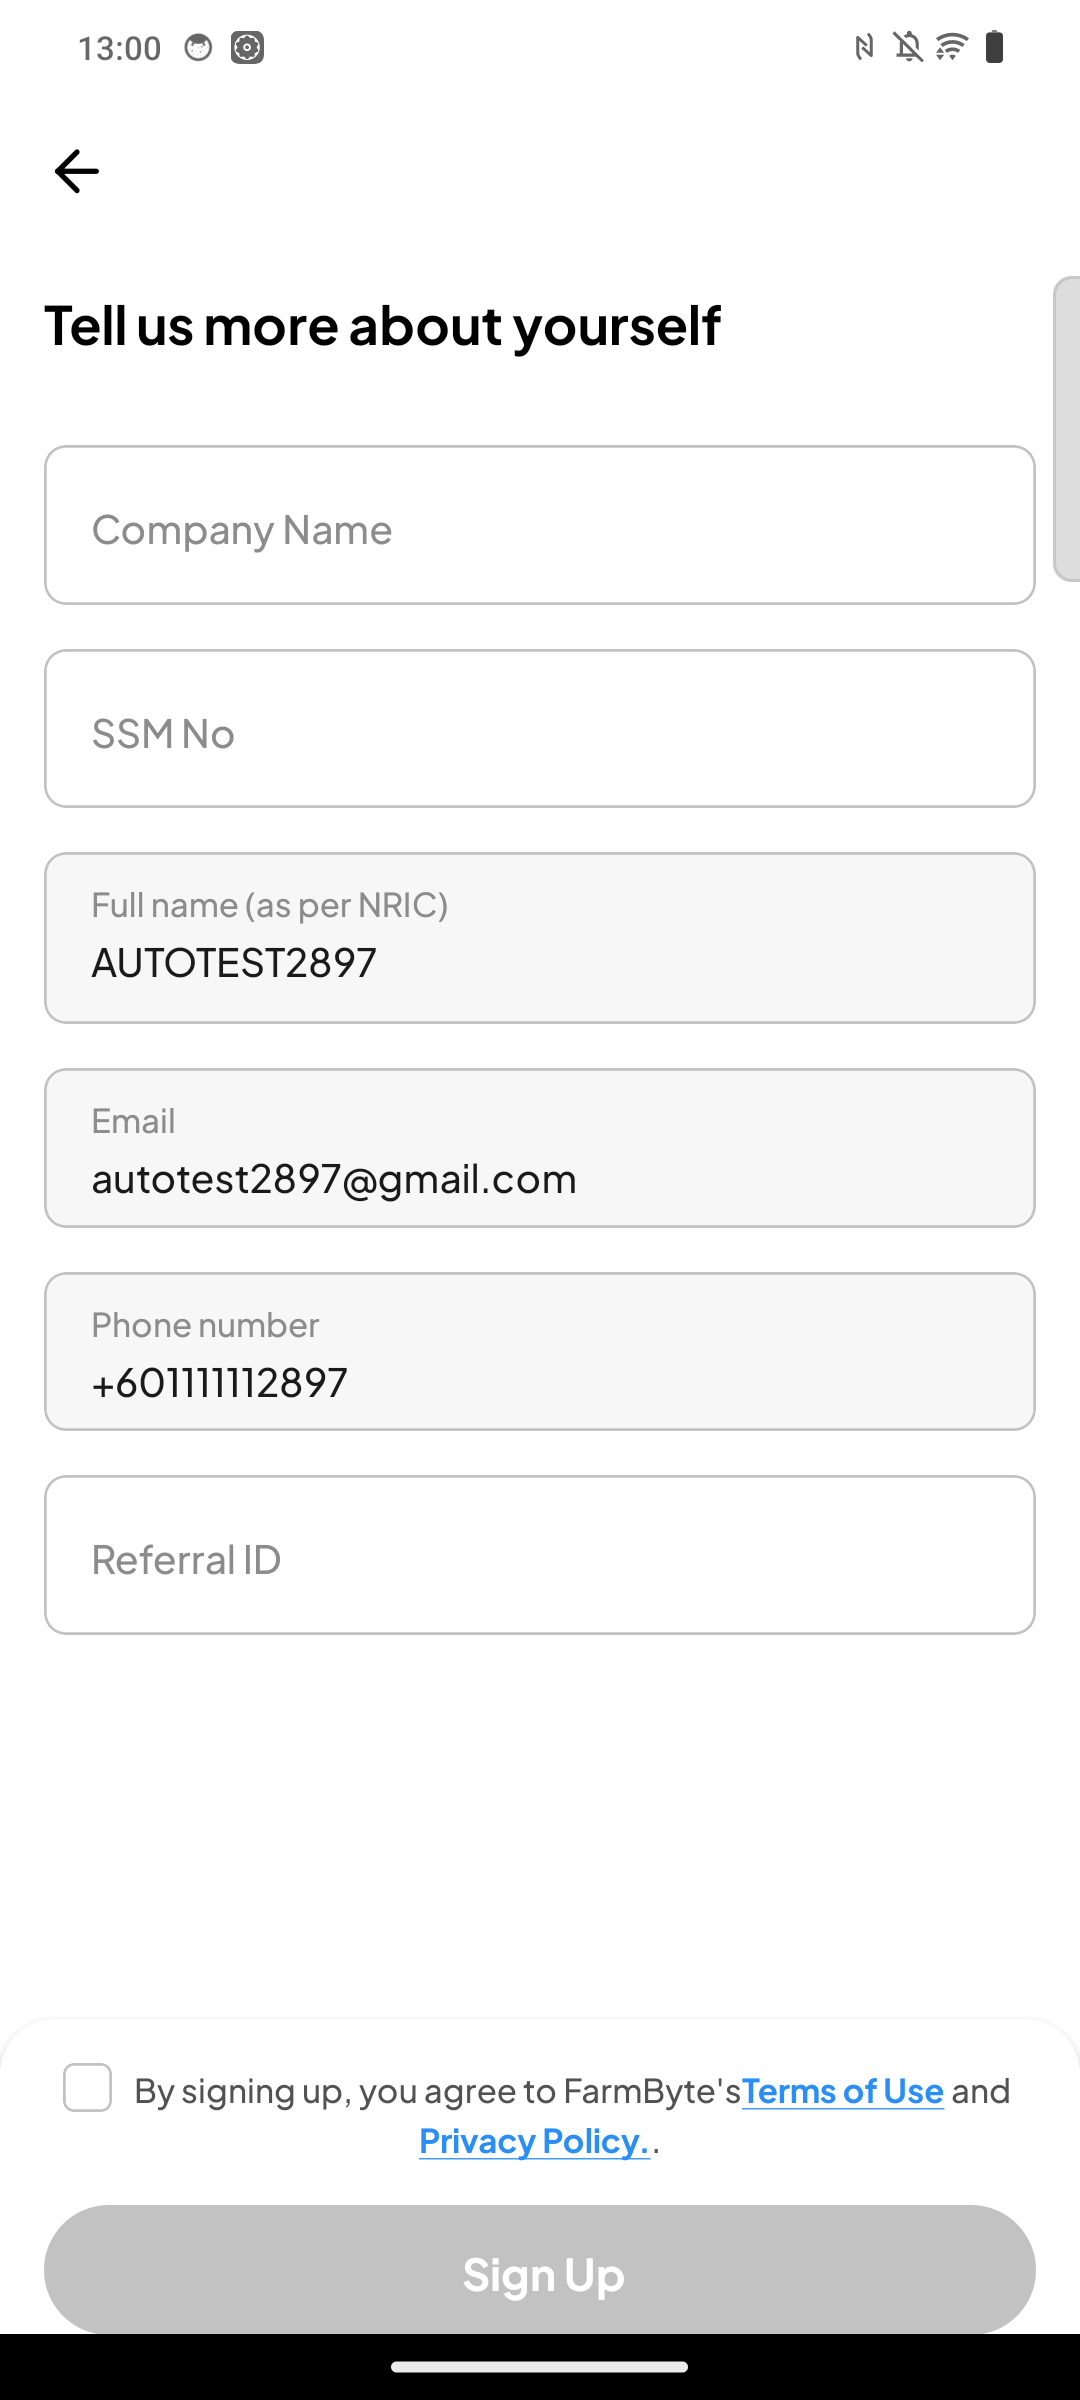 13:00
Tell us more about yourself
Company Name
SSM No
Full name (as per NRIC)
AUTOTEST2897
Email
autotest2897@gmail.com
Phone number
+601111112897
Referral ID
By signing up, you agree to FarmByte'sTerms of Use and
Privacy Policy..
Sign Up